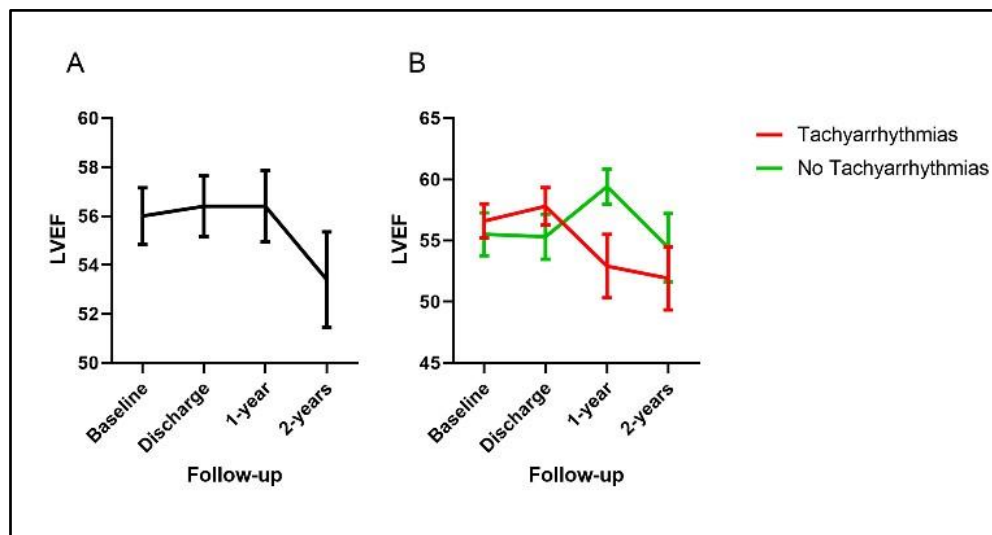 A
60
58
56
54
52
50
LVEF
Baseline
Discharge
1-year
2-years
Follow-up
B
65
60
55
50
45
LVEF
Baseline
Discharge
1-year
2-years
Follow-up
Tachyarrhythmias
No Tachyarrhythmias